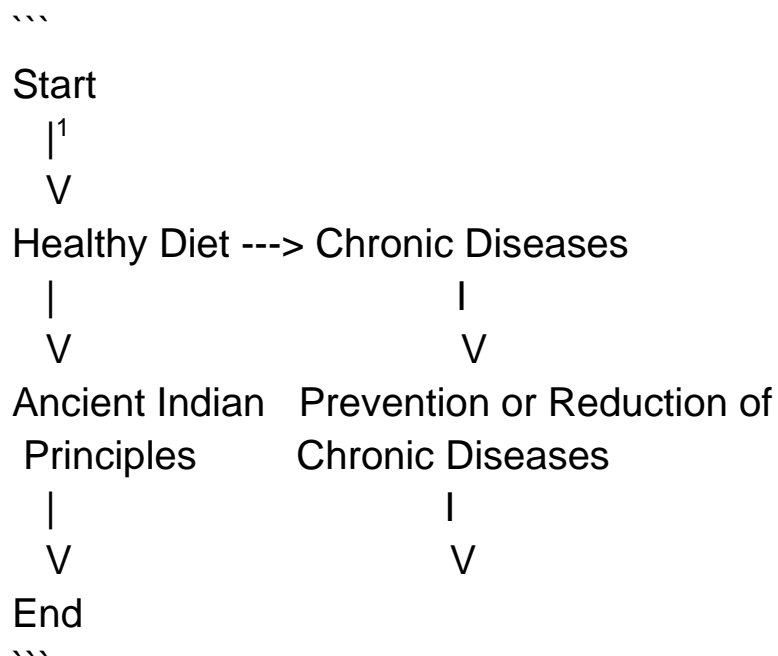 ```
Start
|¹
V
Healthy Diet ---> Chronic Diseases
| I
V V
Ancient Indian Prevention or Reduction of
Principles Chronic Diseases
| I
V V
End
```